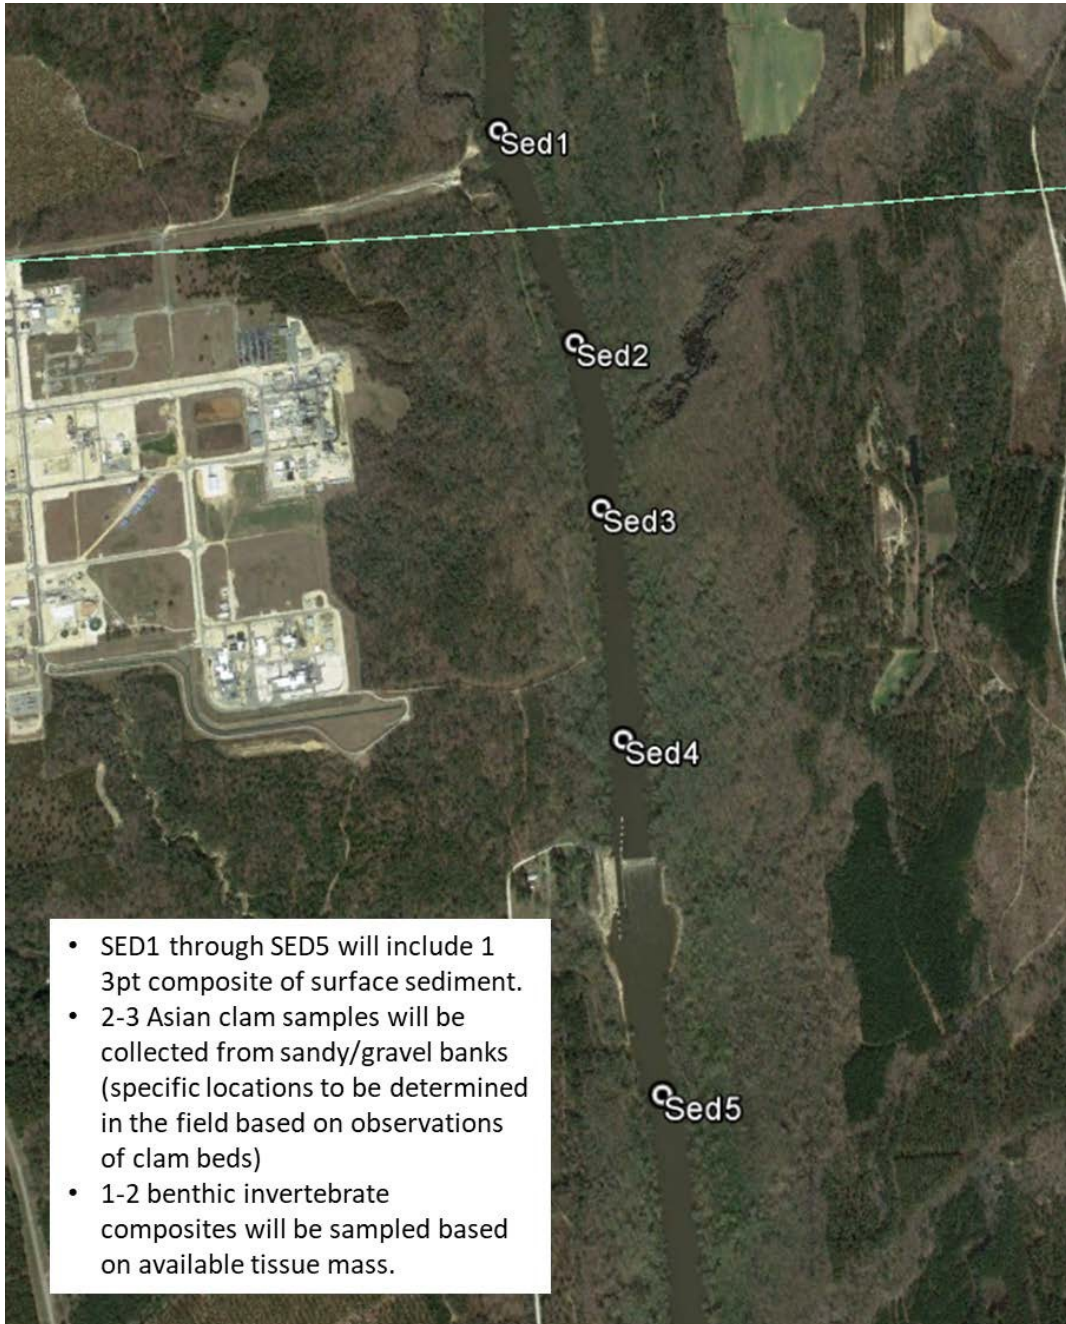 Sed1
Sed2
Sed3
Sed4
Sed5
• SED1 through SED5 will include 1
3pt composite of surface sediment.
• 2-3 Asian clam samples will be
collected from sandy/gravel banks
(specific locations to be determined
in the field based on observations
of clam beds)
• 1-2 benthic invertebrate
composites will be sampled based
on available tissue mass.